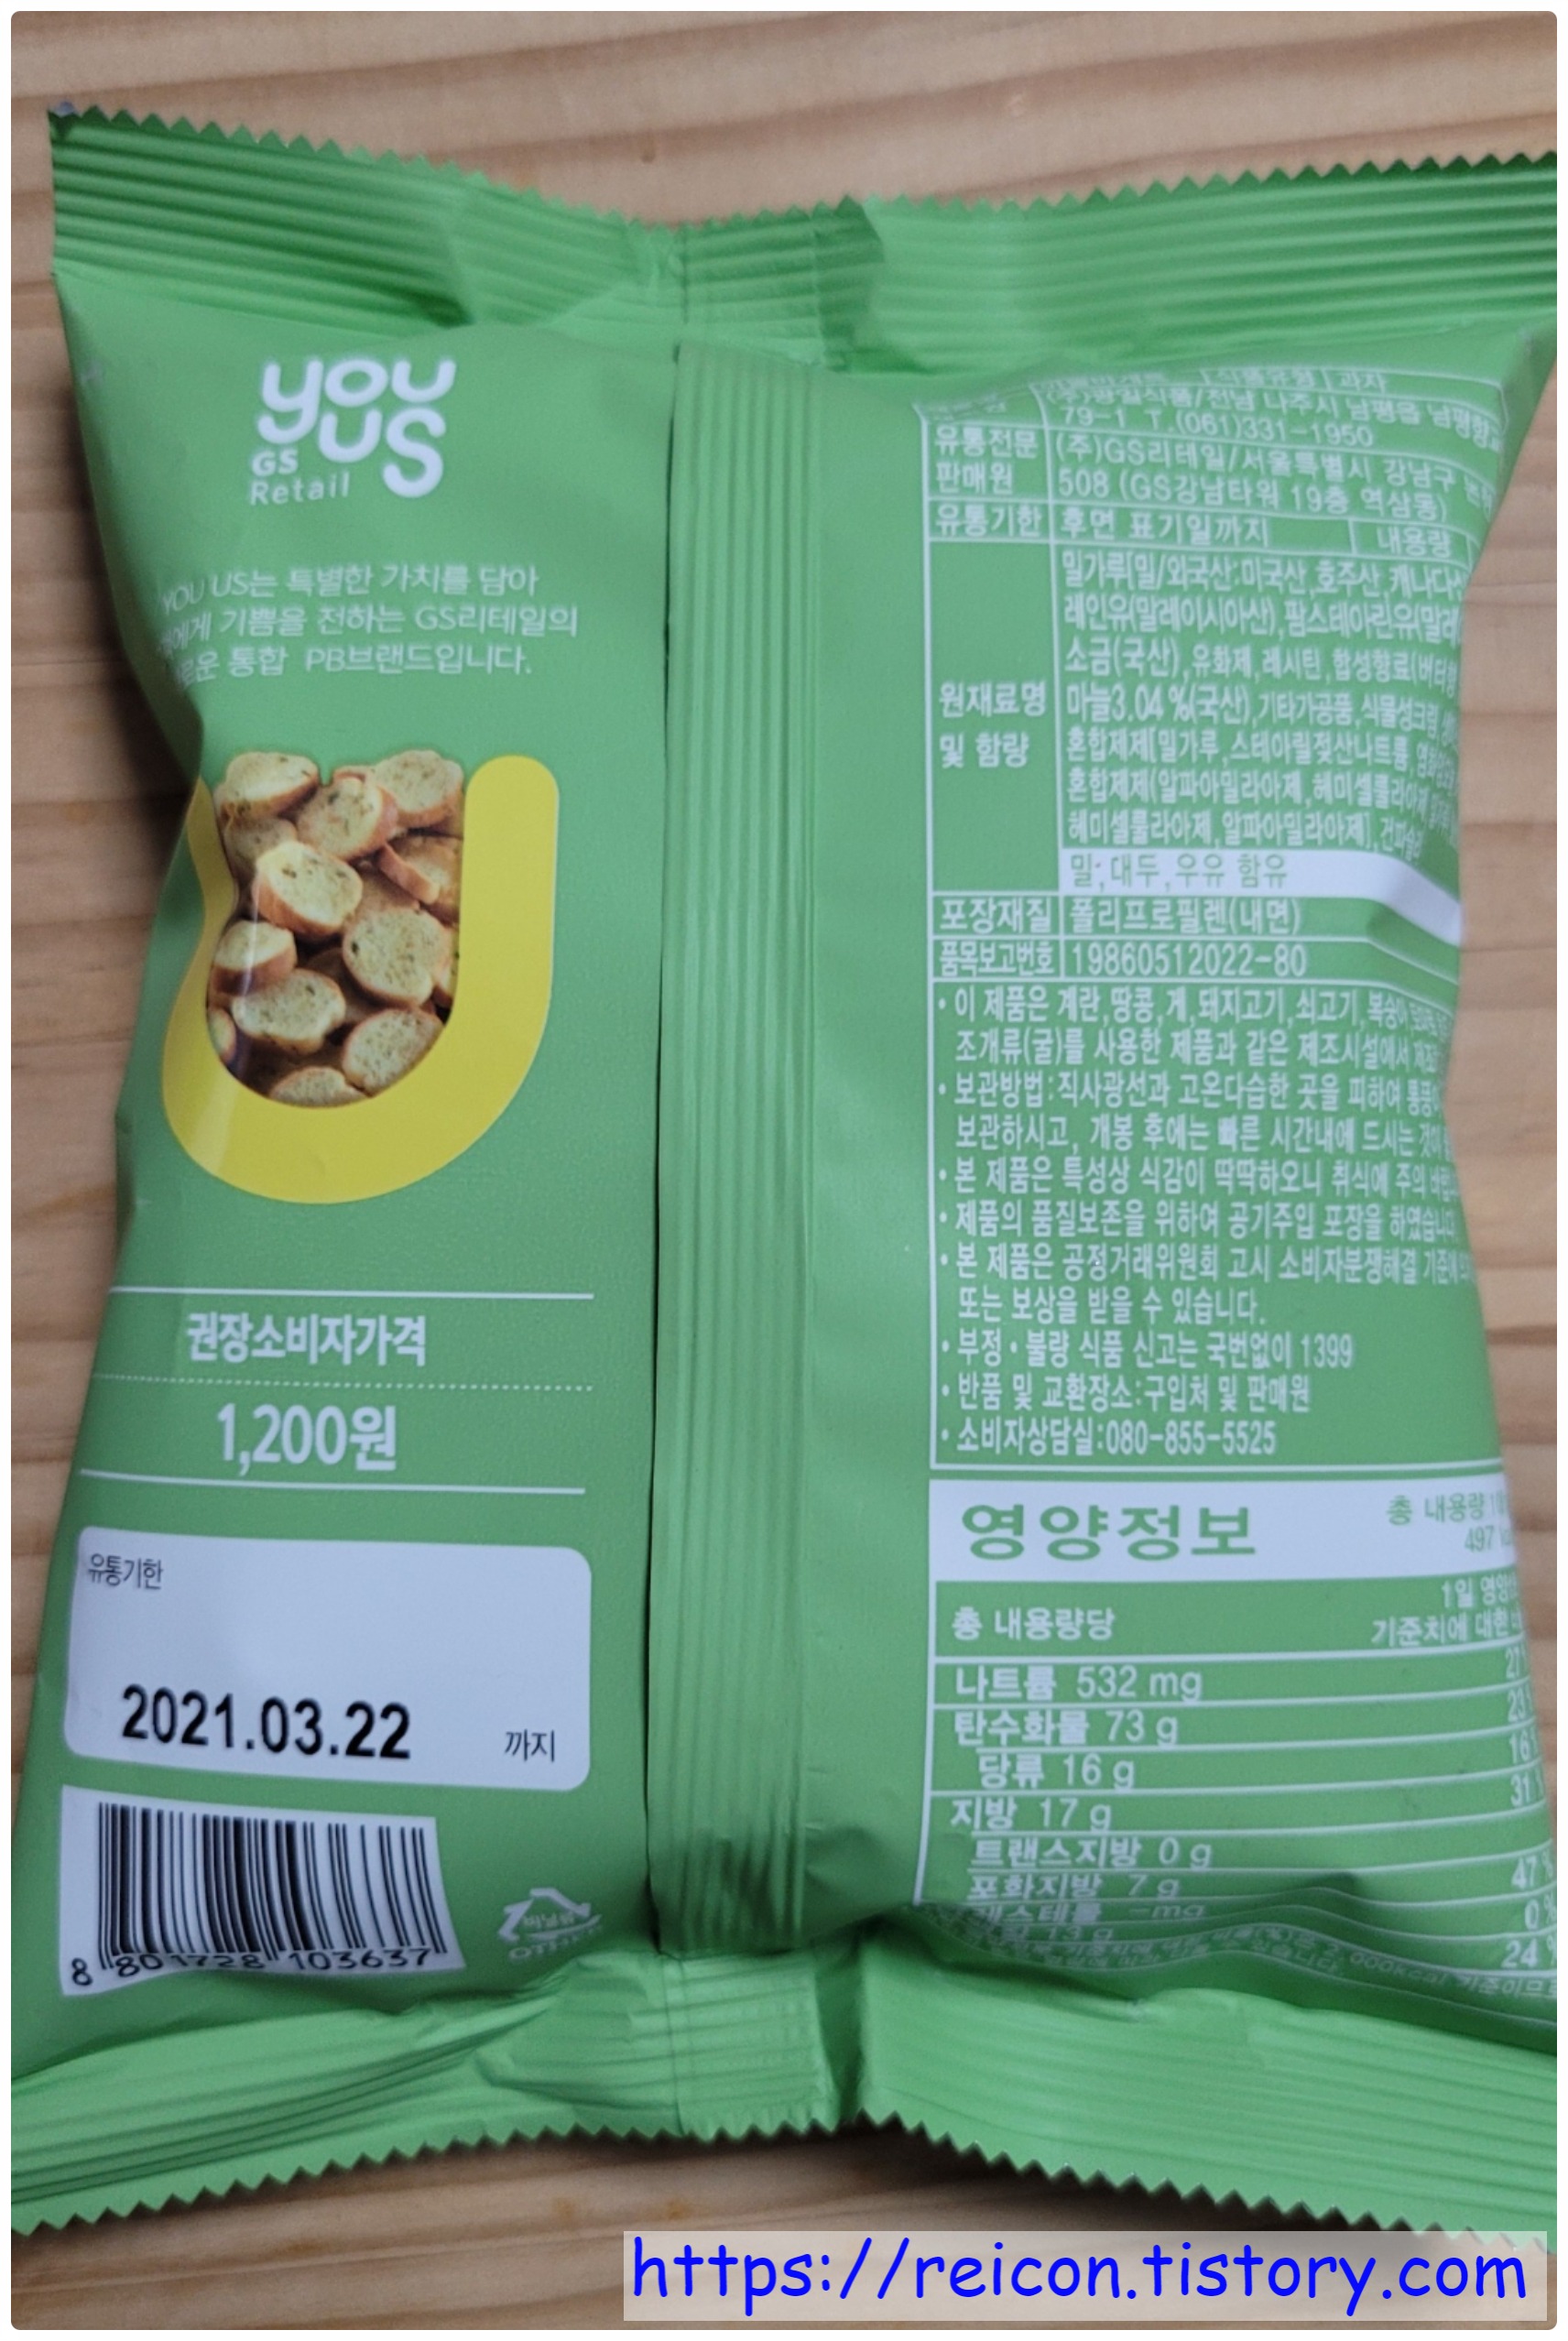 you
us
GS
Retail
YOU US는 특별한 가치를 담아
기쁨을 전하는 GS리테일의
통합 PB브랜드입니다.
권장소비자가격
1,200원
유통기한
2021.03.22
까지
8 801728 103637
비닐류
OTHER
식품유형 과자
79-1 T.(061)331-1950
유통전문 (주)GS리테일/서울특별시 강남구
판매원 508 (GS강남타워 19층 역삼동)
유통기한 후면 표기일까지 내용량
밀가루[밀/외국산:미국산,호주산,캐나다산
레인유(말레이시아산),팜스테아린유(말레
소금(국산),유화제,레시틴,합성향료(버터향
원재료명 마늘3.04%(국산),기타가공품,식물성크림,
및 함량 혼합제제[밀가루,스테아릴젖산나트륨,
혼합제제(알파아밀라아제,헤미셀룰라아제,
헤미셀룰라아제,알파아밀라아제],건파슬리
밀,대두,우유 함유
포장재질 폴리프로필렌(내면)
품목보고번호 19860512022-80
• 이 제품은 계란,땅콩,게,돼지고기,쇠고기,복숭아,
조개류(굴)를 사용한 제품과 같은 제조시설에서
• 보관방법:직사광선과 고온다습한 곳을 피하여
보관하시고, 개봉 후에는 빠른 시간내에 드시는 것이
• 본 제품은 특성상 식감이 딱딱하오니 취식에 주의
• 제품의 품질보존을 위하여 공기주입 포장을 하였습니다
• 본 제품은 공정거래위원회 고시 소비자분쟁해결 기준에
또는 보상을 받을 수 있습니다.
• 부정•불량 식품 신고는 국번없이 1399
• 반품 및 교환장소:구입처 및 판매원
• 소비자상담실:080-855-5525
영양정보 총 내용량
497
총 내용량당 1일
기준치에 대한
나트륨 532 mg
탄수화물 73 g
당류 16 g
지방 17 g
트랜스지방 0 g
포화지방 7 g 47
0
24
https://reicon.tistory.com